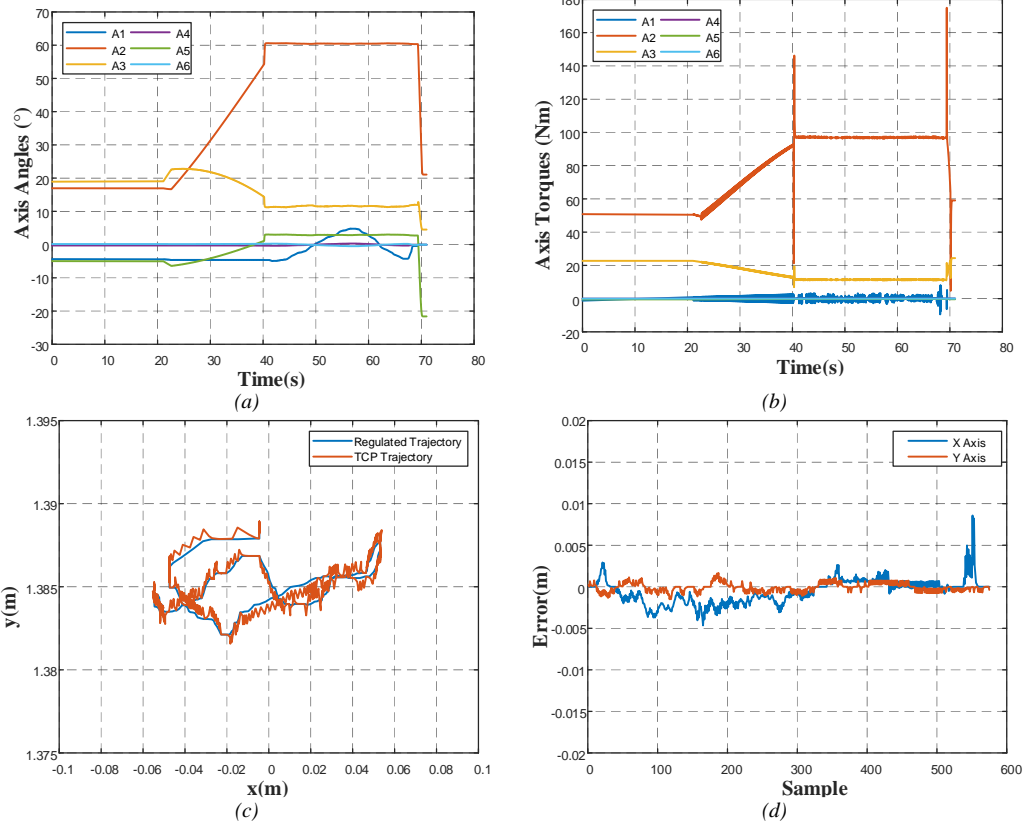 70
60
50
40
30
20
10
0
-10
-20
-30
Axis Angles (°)
A1 A4
A2 A5
A3 A6
0 10 20 30 40 50 60 70 80
Time(s)
(a)
180
160
140
120
100
80
60
40
20
0
-20
Axis Torques (Nm)
A1 A4
A2 A5
A3 A6
0 10 20 30 40 50 60 70 80
Time(s)
(b)
1.395
1.39
1.385
1.38
1.375
y(m)
Regulated Trajectory
TCP Trajectory
-0.1 -0.08 -0.06 -0.04 -0.02 0 0.02 0.04 0.06 0.08 0.1
x(m)
(c)
0.02
0.015
0.01
0.005
0
-0.005
-0.01
-0.015
-0.02
Error(m)
X Axis
Y Axis
0 100 200 300 400 500 600
Sample
(d)